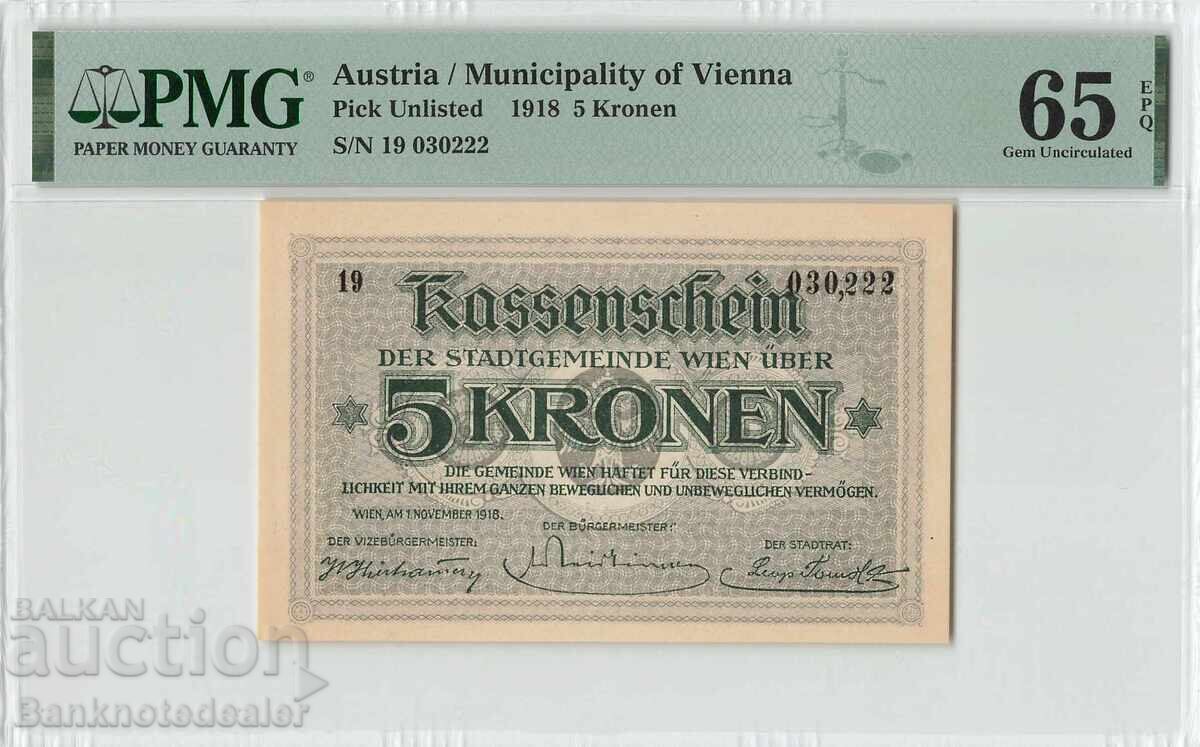 PMG®
PAPER MONEY GUARANTY
Austria / Municipality of Vienna
Pick Unlisted 1918 5 Kronen
S/N 19 030222
65 EPQ
Gem Uncirculated
19 030,222
Kassenschein
DER STADTGEMEINDE WIEN ÜBER
5 KRONEN
DIE GEMEINDE WIEN HAFTET FÜR DIESE VERBIND-
LICHKEIT MIT IHREM GANZEN BEWEGLICHEN UND UNBEWEGLICHEN VERMÖGEN.
WIEN, AM 1. NOVEMBER 1918.
DER BÜRGERMEISTER:
DER VIZEBÜRGERMEISTER:
DER STADTRAT:
BALKAN
auction
Banknotedealer